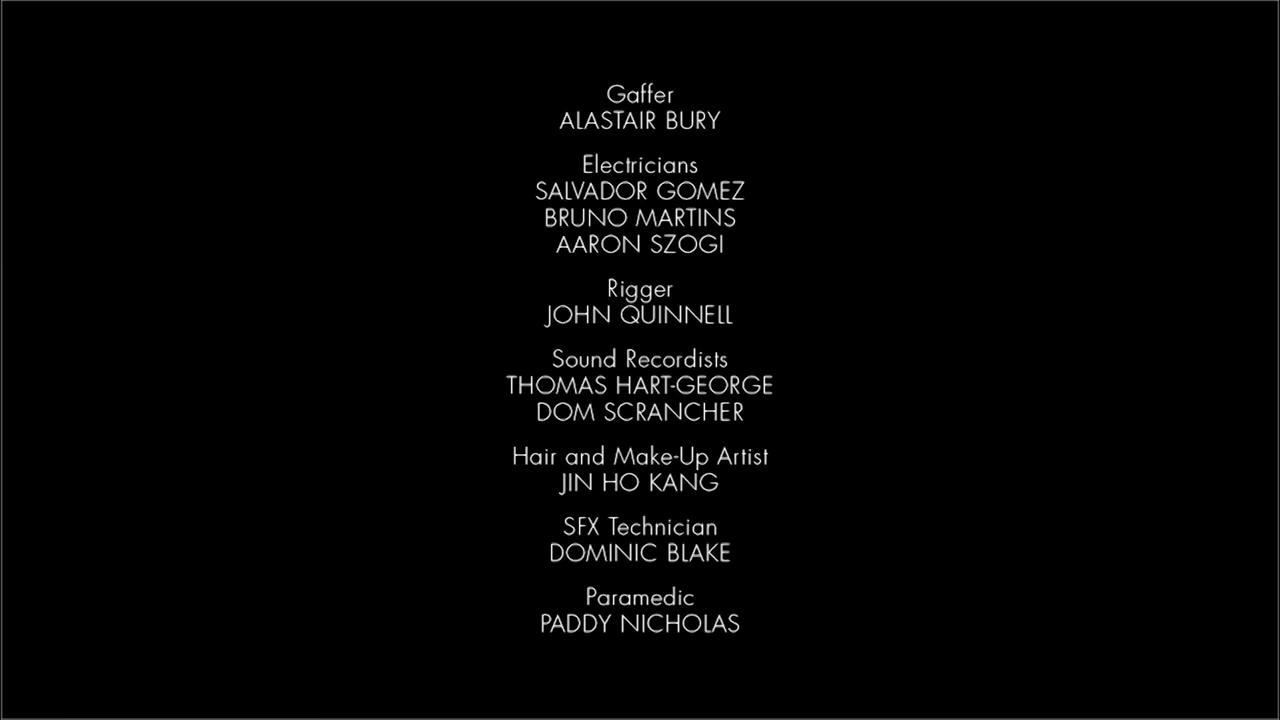 Gaffer
ALASTAIR BURY
Electricians
SALVADOR GOMEZ
BRUNO MARTINS
AARON SZOGI
Rigger
JOHN QUINNELL
Sound Recordists
THOMAS HART-GEORGE
DOM SCRANCHER
Hair and Make-Up Artist
JIN HO KANG
SFX Technician
DOMINIC BLAKE
Paramedic
PADDY NICHOLAS